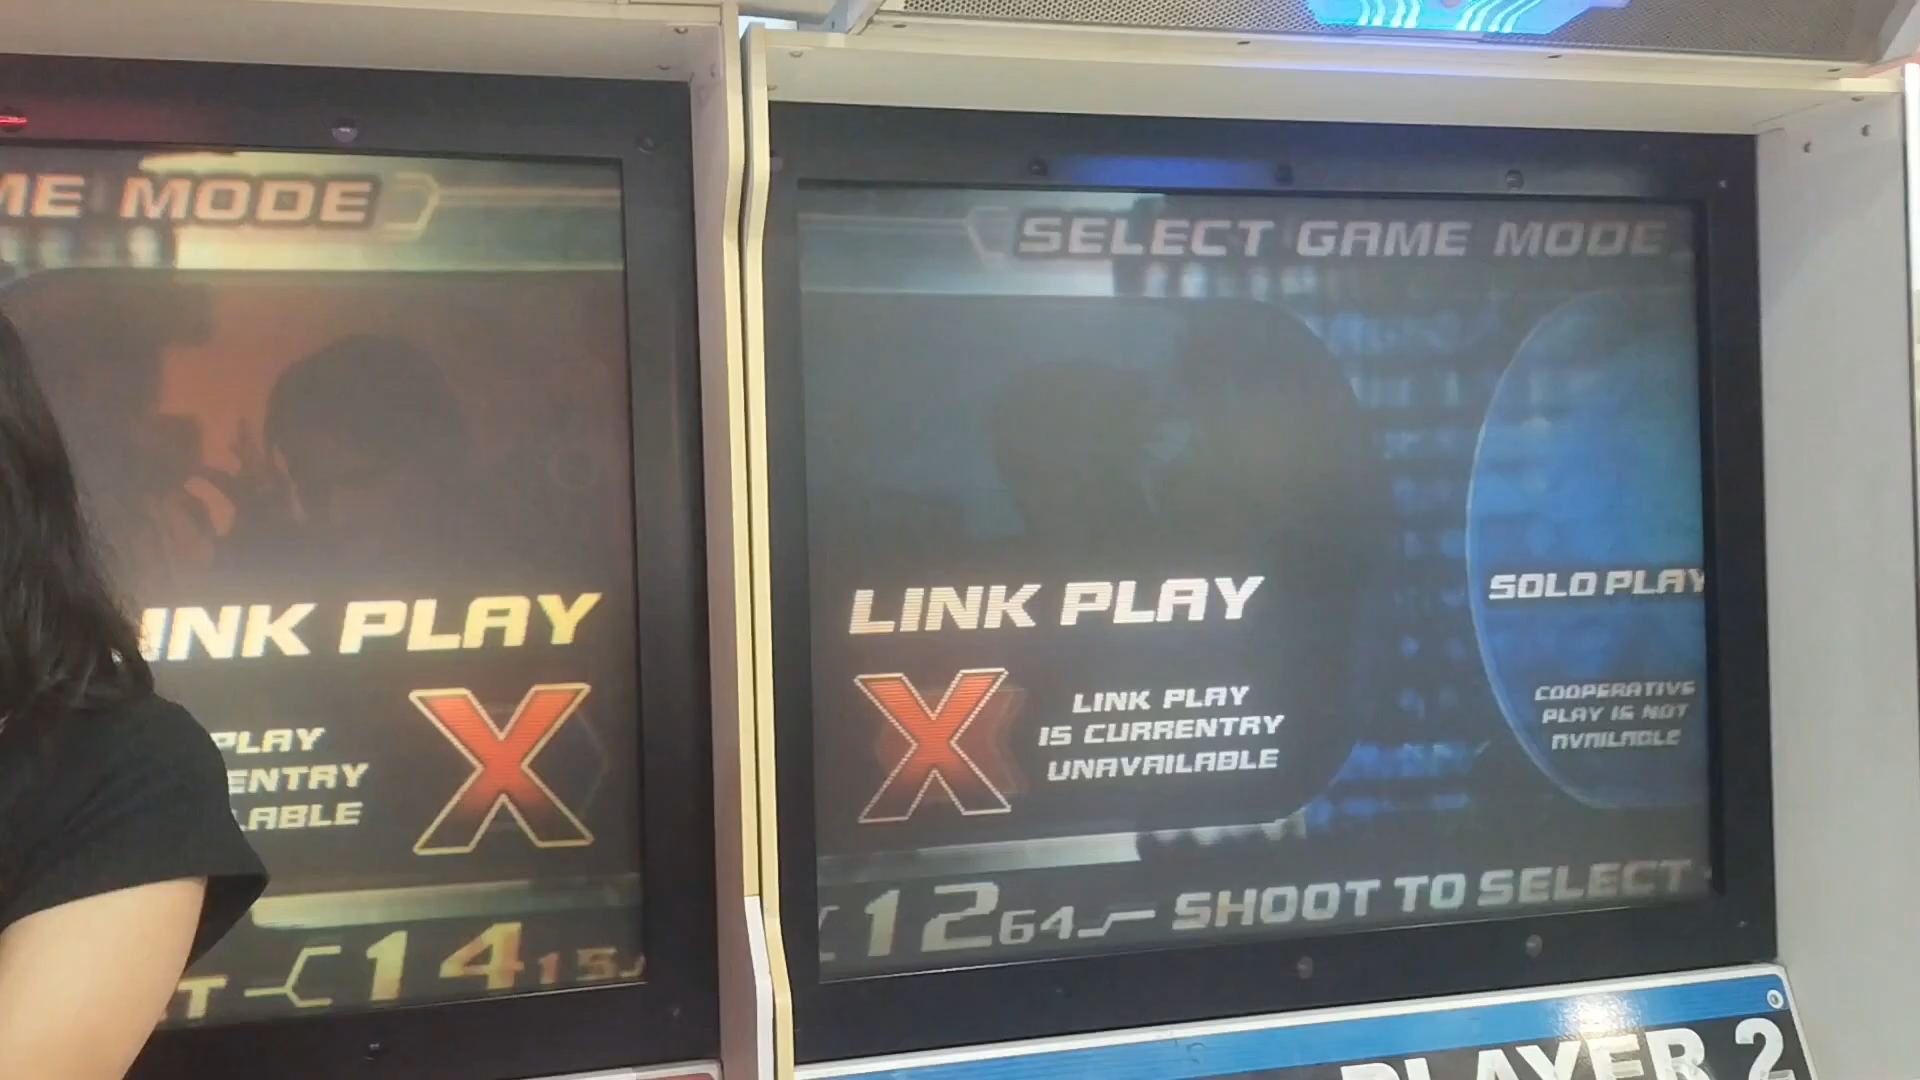 ME MODE
INK PLAY
PLAY
ENTRY
LABLE
X
T
14 15
SELECT GAME MODE
LINK PLAY
X
LINK PLAY
IS CURRENTRY
UNAVAILABLE
SOLO PLAY
COOPERATIVE
PLAY IS NOT
AVAILABLE
12 64
SHOOT TO SELECT
PLAYER 2